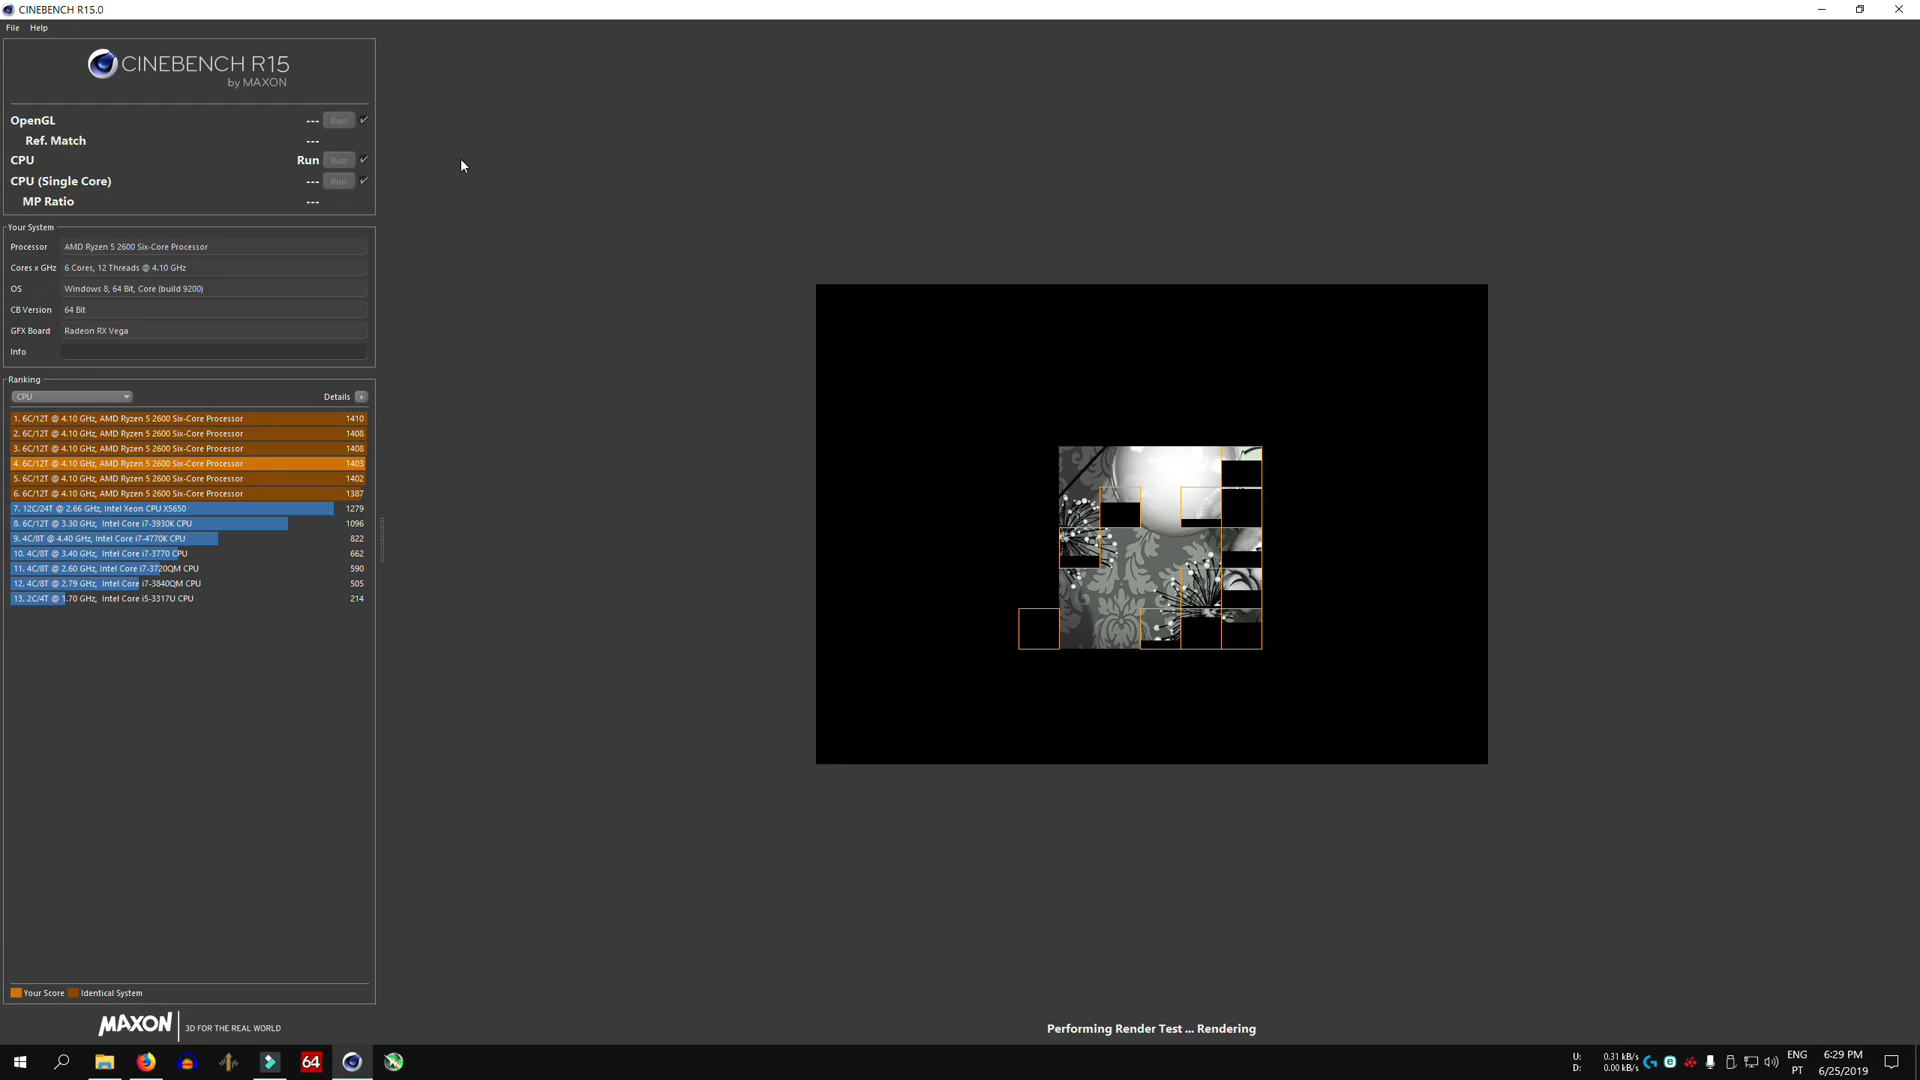 CINEBENCH R15.0
File Help
CINEBENCH R15
by MAXON
OpenGL --- Run
Ref. Match ---
CPU Run Run
CPU (Single Core) --- Run
MP Ratio ---
Your System
Processor AMD Ryzen 5 2600 Six-Core Processor
Cores x GHz 6 Cores, 12 Threads @ 4.10 GHz
OS Windows 8, 64 Bit, Core (build 9200)
CB Version 64 Bit
GFX Board Radeon RX Vega
Info
Ranking
CPU Details
1. 6C/12T @ 4.10 GHz, AMD Ryzen 5 2600 Six-Core Processor 1410
2. 6C/12T @ 4.10 GHz, AMD Ryzen 5 2600 Six-Core Processor 1408
3. 6C/12T @ 4.10 GHz, AMD Ryzen 5 2600 Six-Core Processor 1408
4. 6C/12T @ 4.10 GHz, AMD Ryzen 5 2600 Six-Core Processor 1403
5. 6C/12T @ 4.10 GHz, AMD Ryzen 5 2600 Six-Core Processor 1402
6. 6C/12T @ 4.10 GHz, AMD Ryzen 5 2600 Six-Core Processor 1387
7. 12C/24T @ 2.66 GHz, Intel Xeon CPU X5650 1279
8. 6C/12T @ 3.30 GHz, Intel Core i7-3930K CPU 1096
9. 4C/8T @ 4.40 GHz, Intel Core i7-4770K CPU 822
10. 4C/8T @ 3.40 GHz, Intel Core i7-3770 CPU 662
11. 4C/8T @ 2.60 GHz, Intel Core i7-3720QM CPU 590
12. 4C/8T @ 2.79 GHz, Intel Core i7-3840QM CPU 505
13. 2C/4T @ 1.70 GHz, Intel Core i5-3317U CPU 214
Your Score Identical System
MAXON 3D FOR THE REAL WORLD
Performing Render Test ... Rendering
64
U: 0.31 kB/s
D: 0.00 kB/s
ENG
PT
6:29 PM
6/25/2019